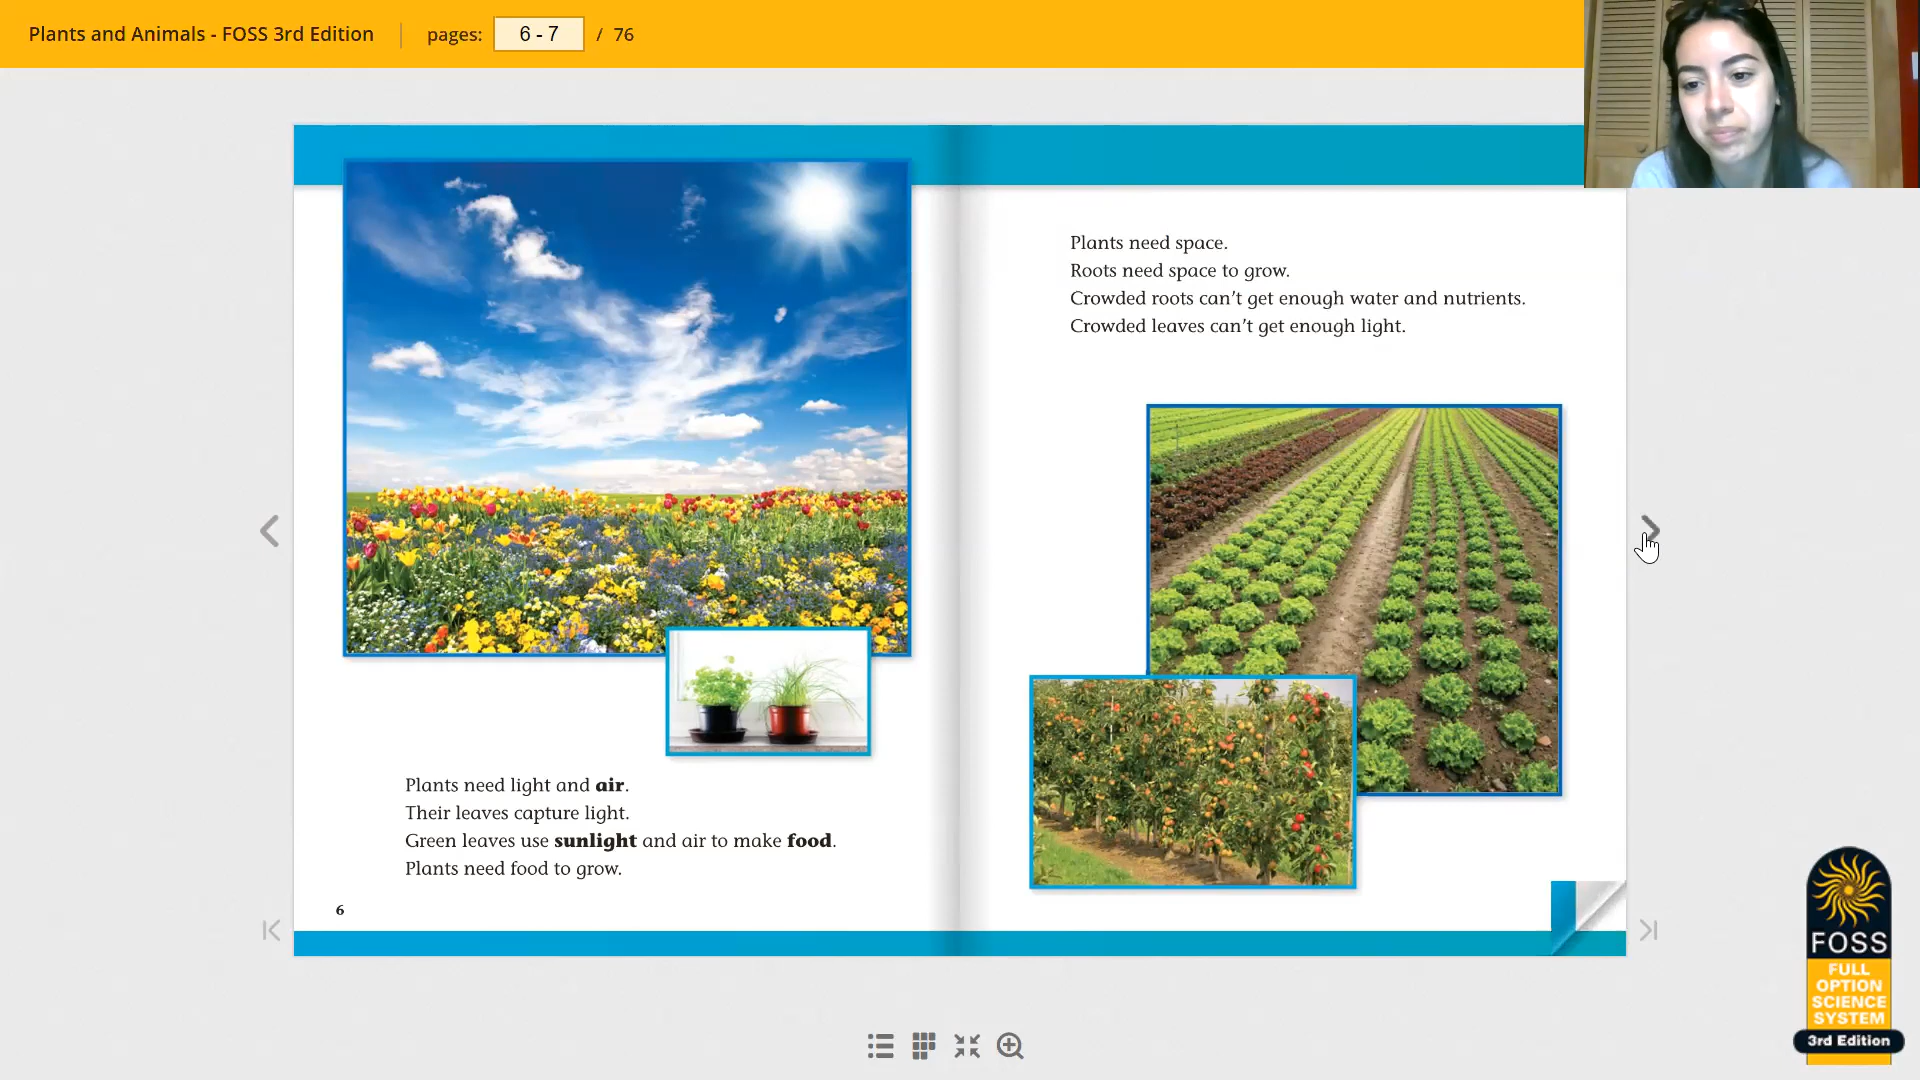 Plants and Animals - FOSS 3rd Edition
pages: 6 - 7 / 76
Plants need light and air.
Their leaves capture light.
Green leaves use sunlight and air to make food.
Plants need food to grow.
6
Plants need space.
Roots need space to grow.
Crowded roots can’t get enough water and nutrients.
Crowded leaves can’t get enough light.
FOSS
FULL
OPTION
SCIENCE
SYSTEM
3rd Edition